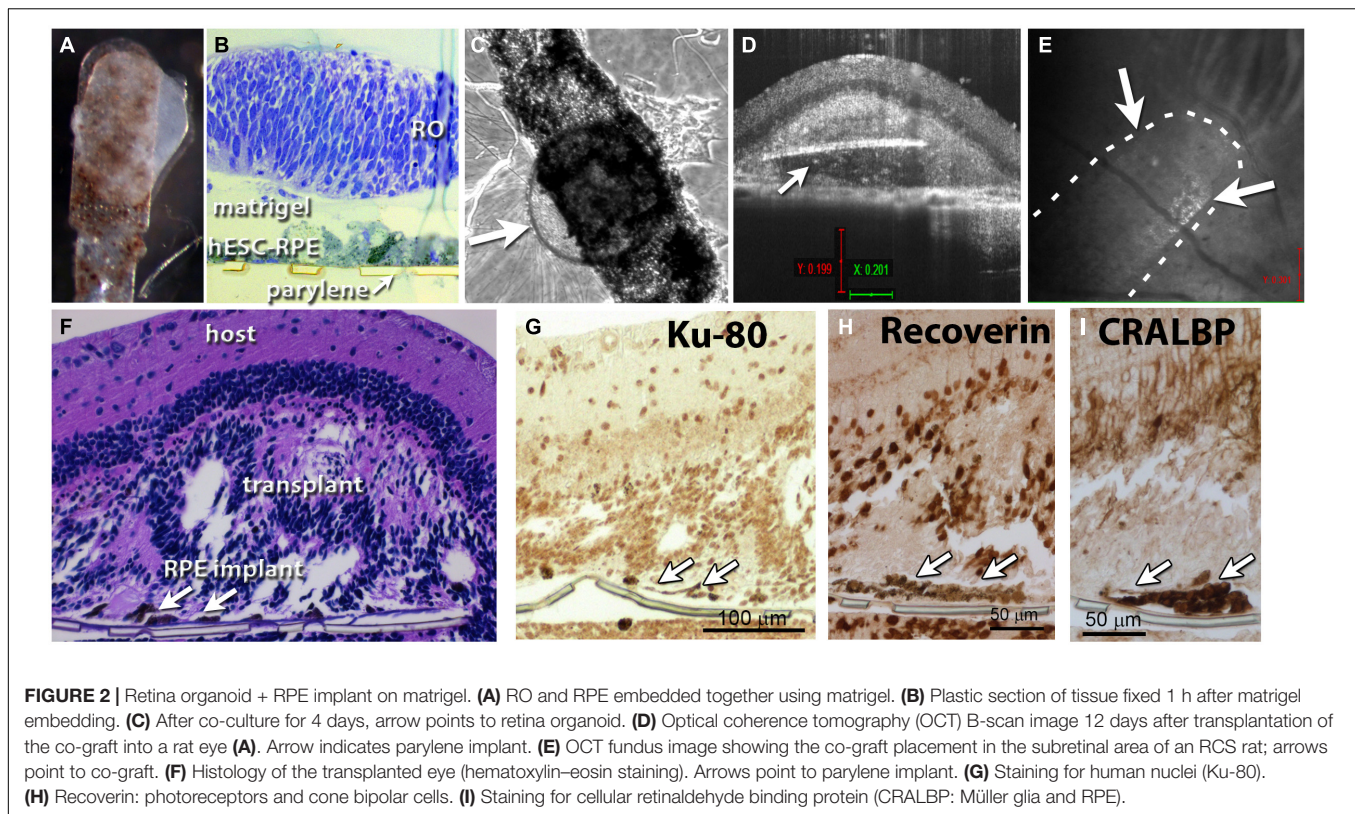 A
B
RO
matrigel
hESC-RPE
parylene
C
D
Y: 0.199
X: 0.201
E
F
host
transplant
RPE implant
G
Ku-80
100 μm
H
Recoverin
50 μm
I
CRALBP
50 μm
FIGURE 2 | Retina organoid + RPE implant on matrigel. (A) RO and RPE embedded together using matrigel. (B) Plastic section of tissue fixed 1 h after matrigel
embedding. (C) After co-culture for 4 days, arrow points to retina organoid. (D) Optical coherence tomography (OCT) B-scan image 12 days after transplantation of
the co-graft into a rat eye (A). Arrow indicates parylene implant. (E) OCT fundus image showing the co-graft placement in the subretinal area of an RCS rat; arrows
point to co-graft. (F) Histology of the transplanted eye (hematoxylin–eosin staining). Arrows point to parylene implant. (G) Staining for human nuclei (Ku-80).
(H) Recoverin: photoreceptors and cone bipolar cells. (I) Staining for cellular retinaldehyde binding protein (CRALBP: Müller glia and RPE).